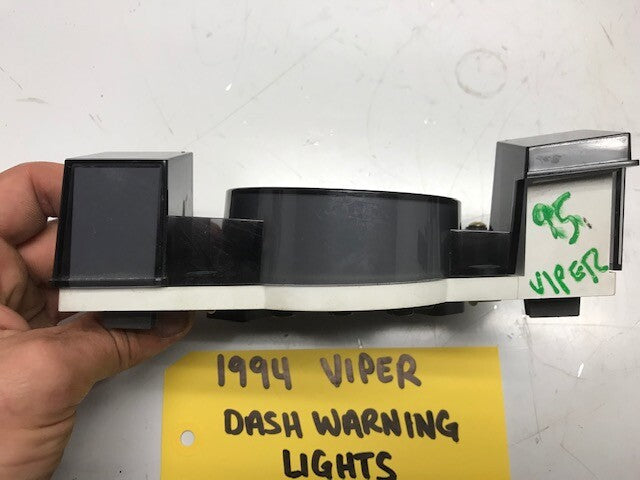 95
VIPER
1994 VIPER
DASH WARNING
LIGHTS